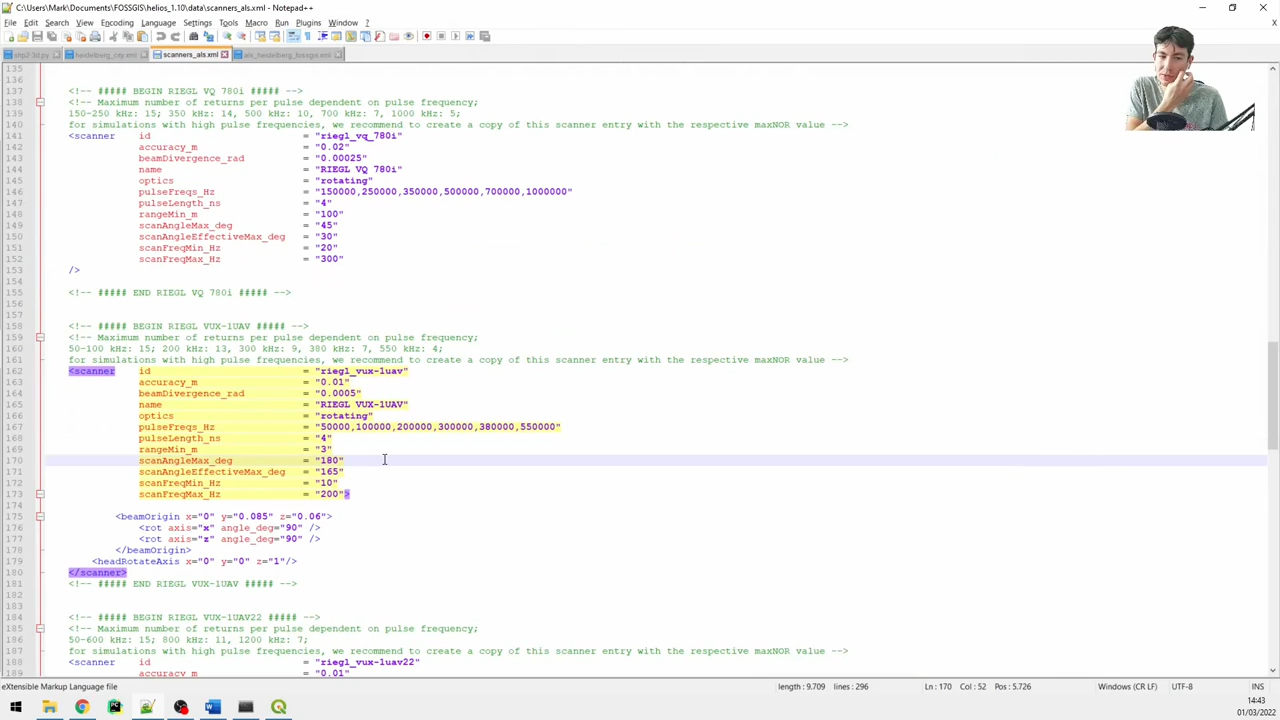 C:\Users\Mark\Documents\FOSSGIS\helios_1.10\data\scanners_als.xml - Notepad++
File Edit Search View Encoding Language Settings Tools Macro Run Plugins Window ?
shp2-3d.py heidelberg_city.xml scanners_als.xml als_heidelberg_fossgis.xml
135
136
137 <!-- ##### BEGIN RIEGL VQ 780i ##### -->
138 <!-- Maximum number of returns per pulse dependent on pulse frequency;
139 150-250 kHz: 15; 350 kHz: 14, 500 kHz: 10, 700 kHz: 7, 1000 kHz: 5;
140 for simulations with high pulse frequencies, we recommend to create a copy of this scanner entry with the respective maxNOR value -->
141 <scanner id = "riegl_vq_780i"
142 accuracy_m = "0.02"
143 beamDivergence_rad = "0.00025"
144 name = "RIEGL VQ 780i"
145 optics = "rotating"
146 pulseFreqs_Hz = "150000,250000,350000,500000,700000,1000000"
147 pulseLength_ns = "4"
148 rangeMin_m = "100"
149 scanAngleMax_deg = "45"
150 scanAngleEffectiveMax_deg = "30"
151 scanFreqMin_Hz = "20"
152 scanFreqMax_Hz = "300"
153 />
154
155 <!-- ##### END RIEGL VQ 780i ##### -->
156
157
158 <!-- ##### BEGIN RIEGL VUX-1UAV ##### -->
159 <!-- Maximum number of returns per pulse dependent on pulse frequency;
160 50-100 kHz: 15; 200 kHz: 13, 300 kHz: 9, 380 kHz: 7, 550 kHz: 4;
161 for simulations with high pulse frequencies, we recommend to create a copy of this scanner entry with the respective maxNOR value -->
162 <scanner id = "riegl_vux-1uav"
163 accuracy_m = "0.01"
164 beamDivergence_rad = "0.0005"
165 name = "RIEGL VUX-1UAV"
166 optics = "rotating"
167 pulseFreqs_Hz = "50000,100000,200000,300000,380000,550000"
168 pulseLength_ns = "4"
169 rangeMin_m = "3"
170 scanAngleMax_deg = "180"
171 scanAngleEffectiveMax_deg = "165"
172 scanFreqMin_Hz = "10"
173 scanFreqMax_Hz = "200">
174
175 <beamOrigin x="0" y="0.085" z="0.06">
176 <rot axis="x" angle_deg="90" />
177 <rot axis="z" angle_deg="90" />
178 </beamOrigin>
179 <headRotateAxis x="0" y="0" z="1"/>
180 </scanner>
181 <!-- ##### END RIEGL VUX-1UAV ##### -->
182
183
184 <!-- ##### BEGIN RIEGL VUX-1UAV22 ##### -->
185 <!-- Maximum number of returns per pulse dependent on pulse frequency;
186 50-600 kHz: 15; 800 kHz: 11, 1200 kHz: 7;
187 for simulations with high pulse frequencies, we recommend to create a copy of this scanner entry with the respective maxNOR value -->
188 <scanner id = "riegl_vux-1uav22"
189 accuracy_m = "0.01"
eXtensible Markup Language file length : 9.709 lines : 296 Ln : 170 Col : 52 Pos : 5.726 Windows (CR LF) UTF-8 INS
14:43
01/03/2022